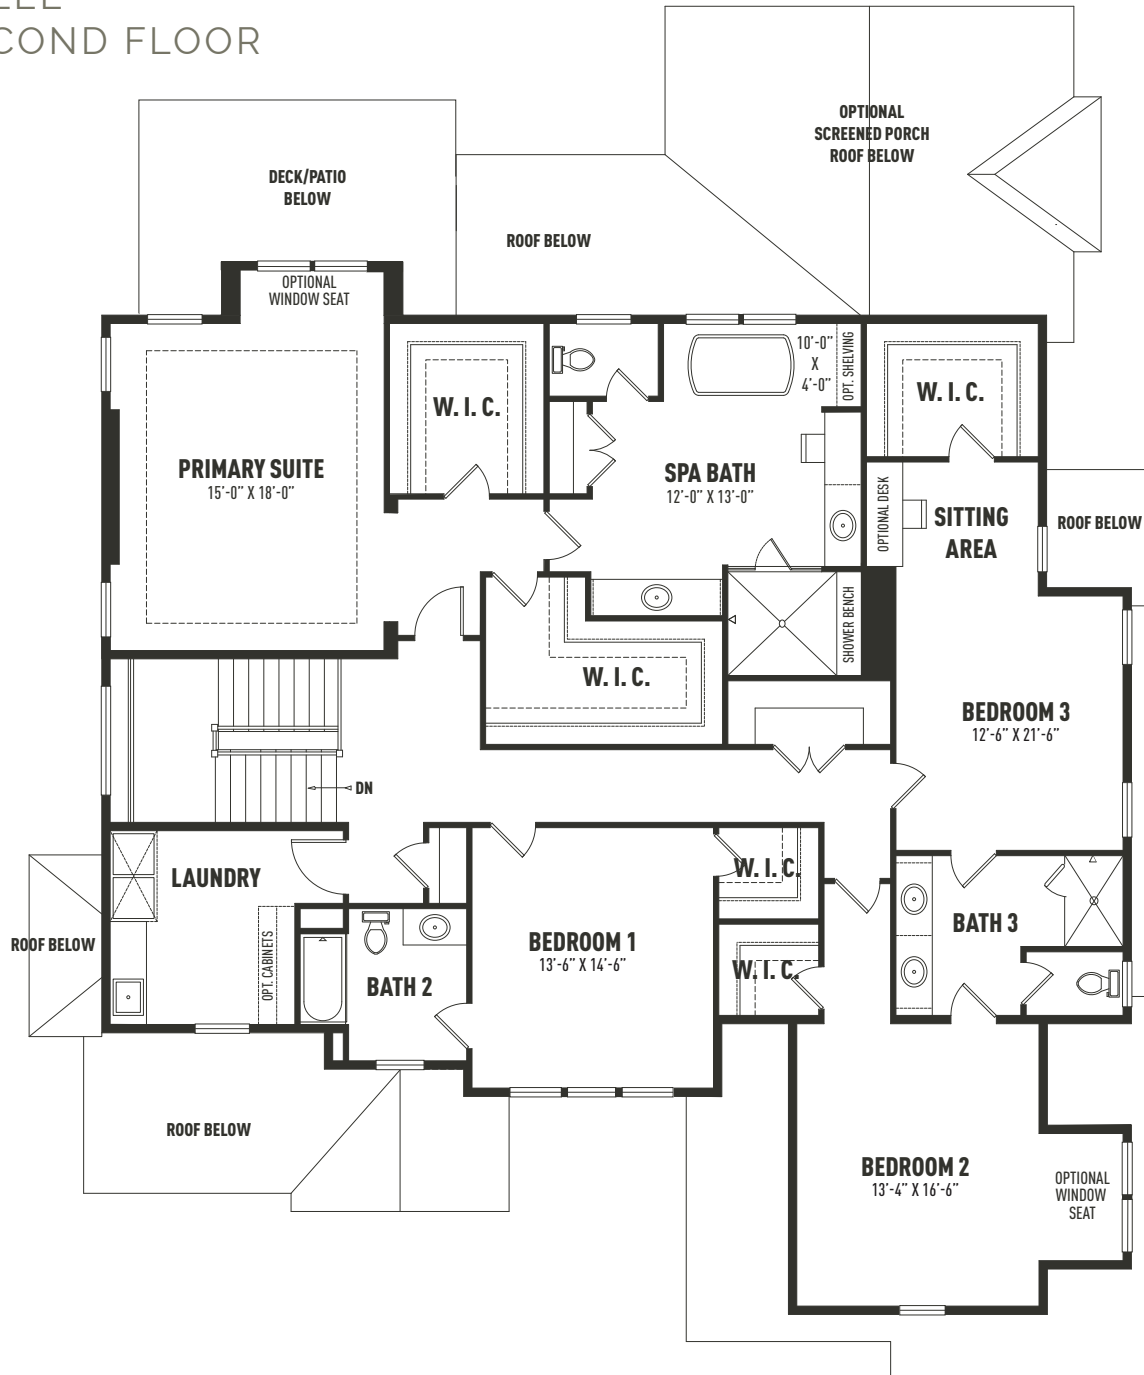 SECOND FLOOR
OPTIONAL
SCREENED PORCH
ROOF BELOW
DECK/PATIO
BELOW
ROOF BELOW
OPTIONAL
WINDOW SEAT
10'-0"
X
4'-0"
OPT. SHELVING
W. I. C.
W. I. C.
PRIMARY SUITE
15'-0" X 18'-0"
SPA BATH
12'-0" X 13'-0"
OPTIONAL DESK
SITTING
AREA
ROOF BELOW
SHOWER BENCH
W. I. C.
BEDROOM 3
12'-6" X 21'-6"
DN
LAUNDRY
W. I. C.
ROOF BELOW
OPT. CABINETS
BATH 2
BEDROOM 1
13'-6" X 14'-6"
W. I. C.
BATH 3
ROOF BELOW
BEDROOM 2
13'-4" X 16'-6"
OPTIONAL
WINDOW
SEAT